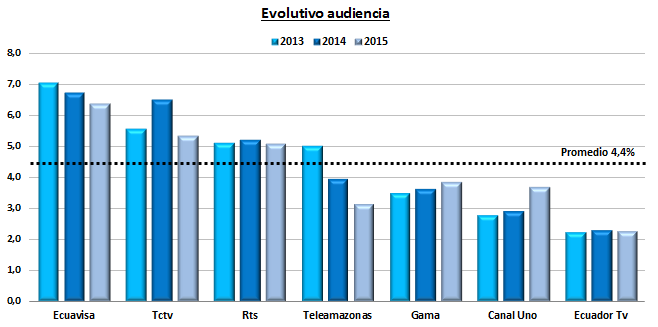 Evolutivo audiencia
2013 2014 2015
8,0
7,0
6,0
5,0
4,0
3,0
2,0
1,0
0,0
Promedio 4,4%
Ecuavisa Tctv Rts Teleamazonas Gama Canal Uno Ecuador Tv